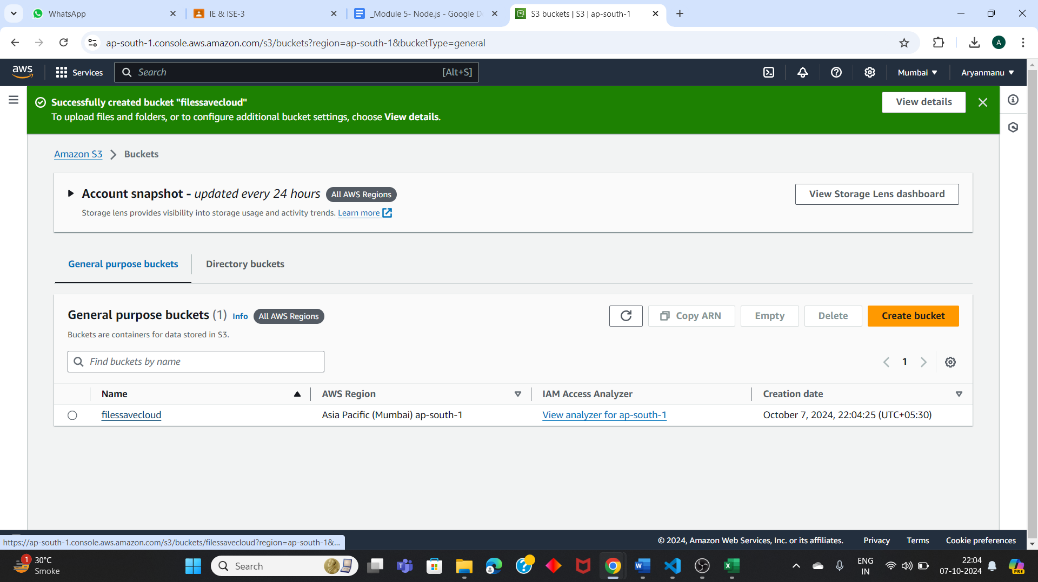 WhatsApp
IE & ISE-3
_Module 5- Node.js - Google D
S3 buckets | S3 | ap-south-1
ap-south-1.console.aws.amazon.com/s3/buckets?region=ap-south-1&bucketType=general
A
aws
Services
Search
[Alt+S]
Mumbai
Aryanmanu
Successfully created bucket "filessavecloud"
To upload files and folders, or to configure additional bucket settings, choose View details.
View details
Amazon S3
Buckets
Account snapshot - updated every 24 hours
All AWS Regions
Storage lens provides visibility into storage usage and activity trends. Learn more
View Storage Lens dashboard
General purpose buckets
Directory buckets
General purpose buckets (1) Info
All AWS Regions
Buckets are containers for data stored in S3.
Copy ARN
Empty
Delete
Create bucket
Find buckets by name
1
Name
AWS Region
IAM Access Analyzer
Creation date
filessavecloud
Asia Pacific (Mumbai) ap-south-1
View analyzer for ap-south-1
October 7, 2024, 22:04:25 (UTC+05:30)
https://ap-south-1.console.aws.amazon.com/s3/buckets/filessavecloud?region=ap-south-1&...
© 2024, Amazon Web Services, Inc. or its affiliates.
Privacy
Terms
Cookie preferences
1
30°C
Smoke
Search
ENG
IN
22:04
07-10-2024